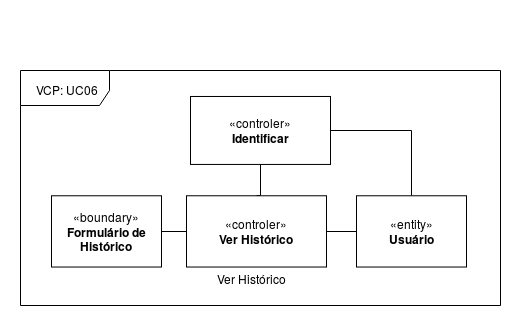 VCP: UC06
«controler»
Identificar
«boundary»
Formulário de
Histórico
«controler»
Ver Histórico
«entity»
Usuário
Ver Histórico